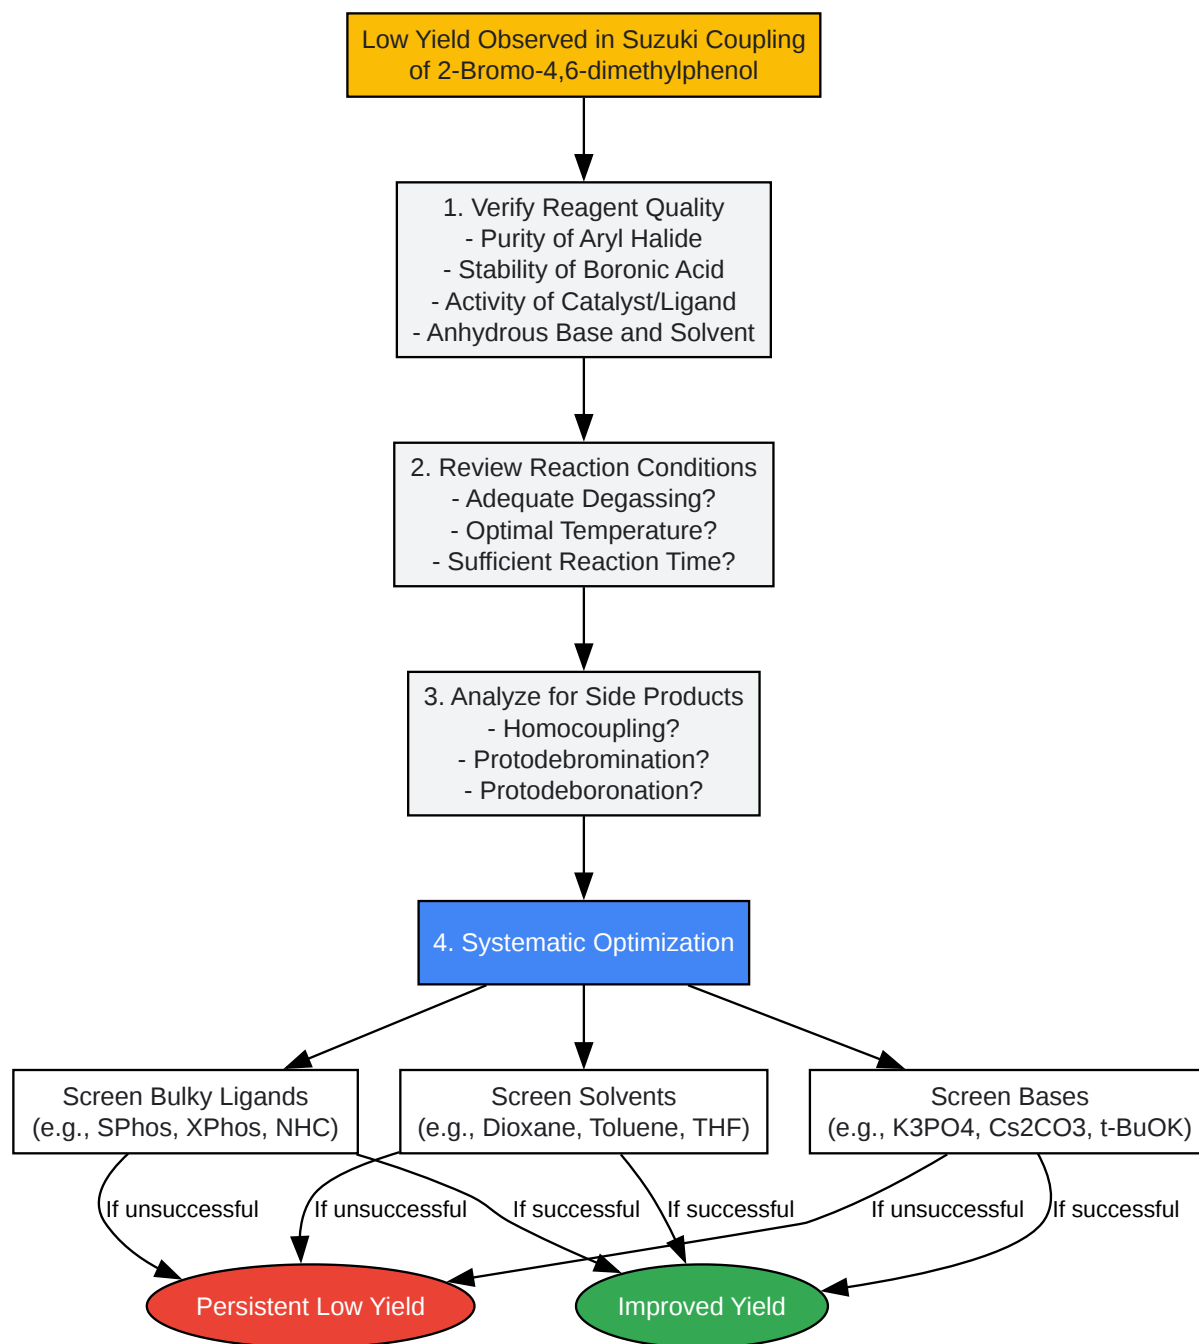 Low Yield Observed in Suzuki Coupling
of 2-Bromo-4,6-dimethylphenol
1. Verify Reagent Quality
- Purity of Aryl Halide
- Stability of Boronic Acid
- Activity of Catalyst/Ligand
- Anhydrous Base and Solvent
2. Review Reaction Conditions
- Adequate Degassing?
- Optimal Temperature?
- Sufficient Reaction Time?
3. Analyze for Side Products
- Homocoupling?
- Protodebromination?
- Protodeboronation?
4. Systematic Optimization
Screen Bulky Ligands
(e.g., SPhos, XPhos, NHC)
Screen Solvents
(e.g., Dioxane, Toluene, THF)
Screen Bases
(e.g., K3PO4, Cs2CO3, t-BuOK)
If unsuccessful
If unsuccessful
If successful
If successful
If unsuccessful
If successful
Persistent Low Yield
Improved Yield